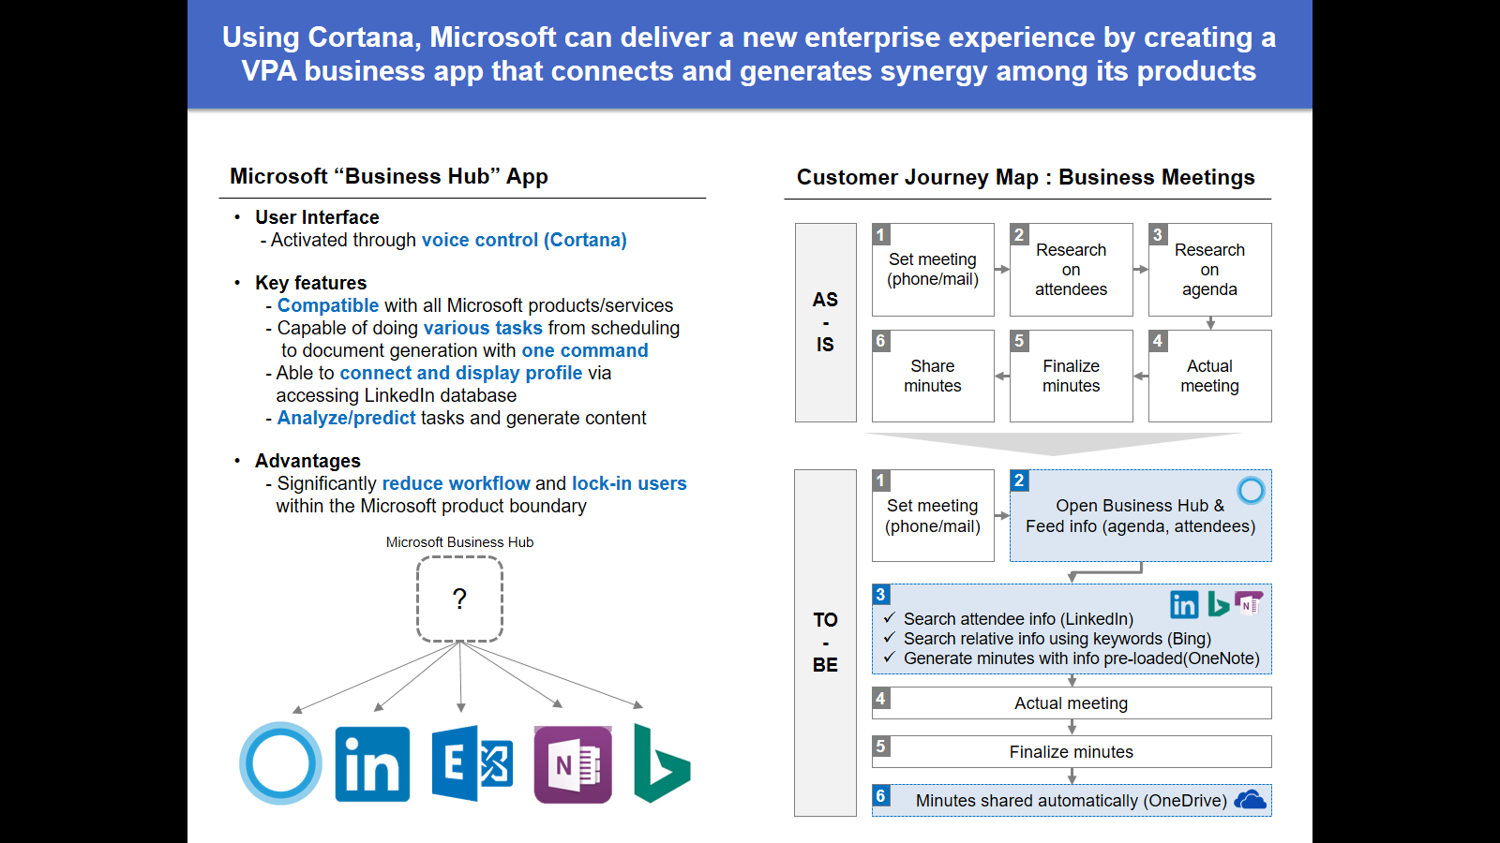 Using Cortana, Microsoft can deliver a new enterprise experience by creating a
VPA business app that connects and generates synergy among its products
Microsoft “Business Hub” App
• User Interface
- Activated through voice control (Cortana)
• Key features
- Compatible with all Microsoft products/services
- Capable of doing various tasks from scheduling
to document generation with one command
- Able to connect and display profile via
accessing LinkedIn database
- Analyze/predict tasks and generate content
• Advantages
- Significantly reduce workflow and lock-in users
within the Microsoft product boundary
Microsoft Business Hub
?
in
E
N
Customer Journey Map : Business Meetings
AS
-
IS
1
Set meeting
(phone/mail)
2
Research
on
attendees
3
Research
on
agenda
6
Share
minutes
5
Finalize
minutes
4
Actual
meeting
TO
-
BE
1
Set meeting
(phone/mail)
2
Open Business Hub &
Feed info (agenda, attendees)
3
in
N
✓ Search attendee info (LinkedIn)
✓ Search relative info using keywords (Bing)
✓ Generate minutes with info pre-loaded(OneNote)
4
Actual meeting
5
Finalize minutes
6
Minutes shared automatically (OneDrive)